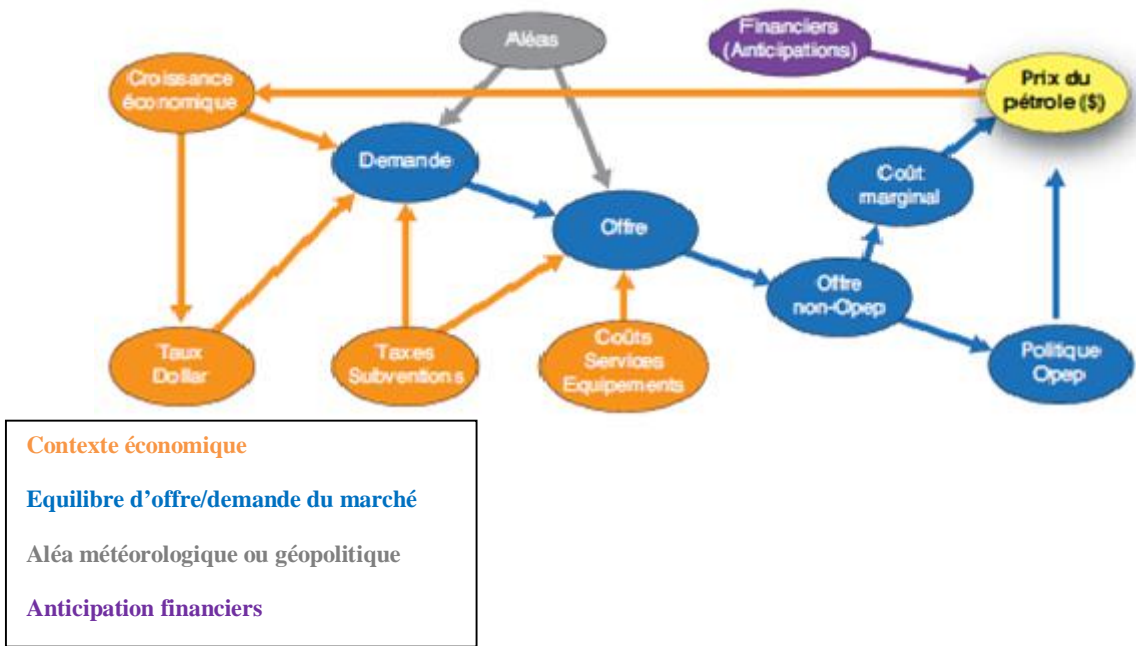 Aléas
Financiers
(Anticipations)
Croissance
économique
Prix du
pétrole ($)
Demande
Coût
marginal
Offre
Offre
non-Opep
Taux
Dollar
Taxes
Subventions
Coûts
Services
Equipements
Politique
Opep
Contexte économique
Equilibre d’offre/demande du marché
Aléa météorologique ou géopolitique
Anticipation financiers